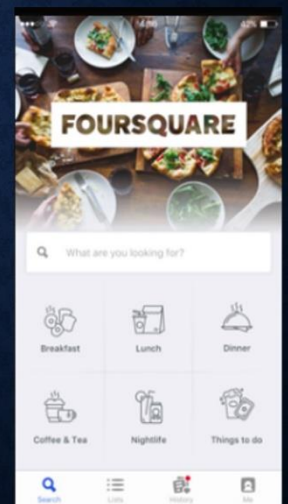 42%
FOURSQUARE
What are you looking for?
Breakfast Lunch Dinner
Coffee & Tea Nightlife Things to do
Search Lists History Me